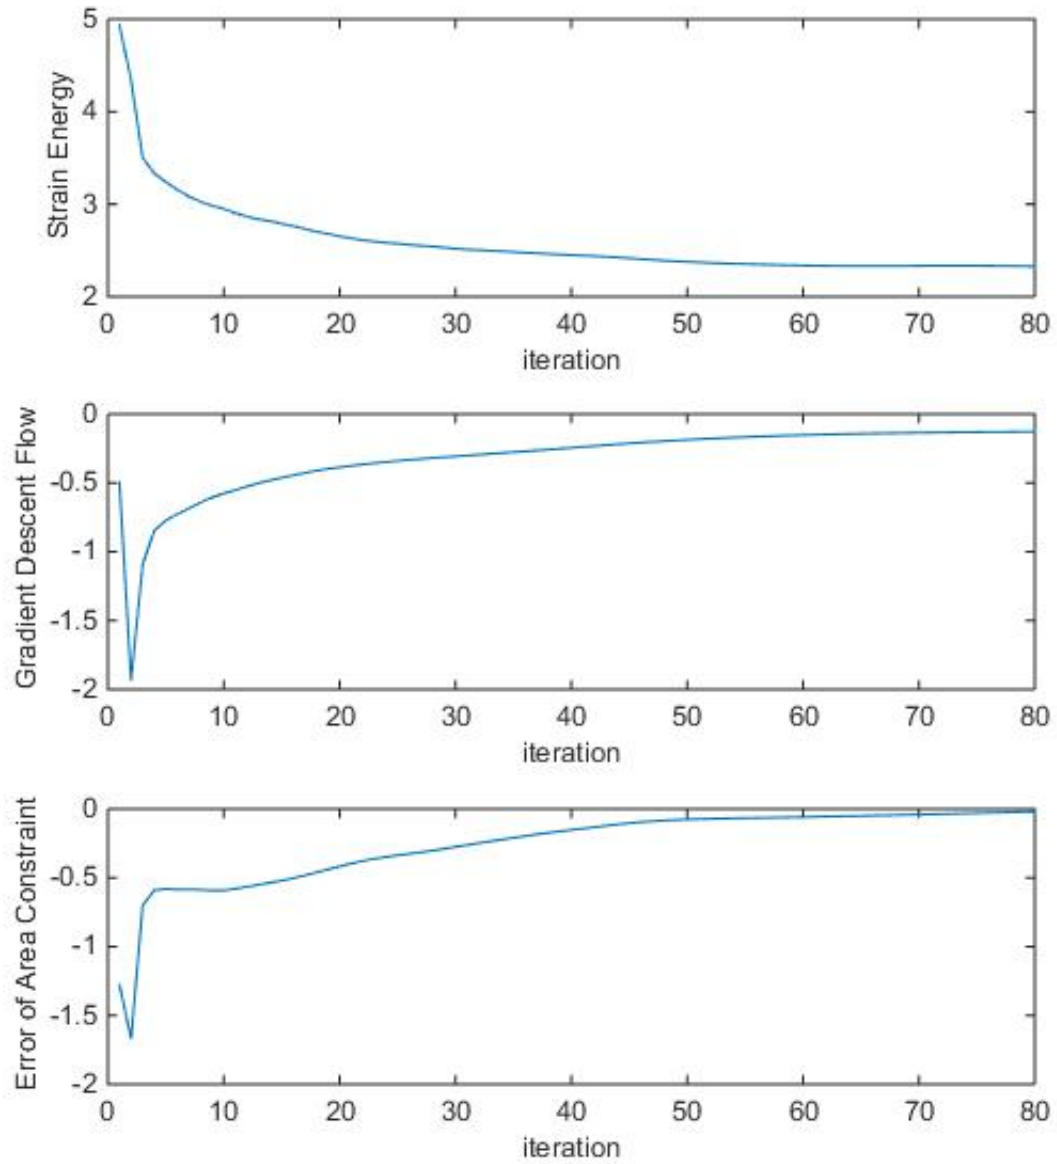 Strain Energy
5
4
3
2
0 10 20 30 40 50 60 70 80
iteration
Gradient Descent Flow
0
-0.5
-1
-1.5
-2
0 10 20 30 40 50 60 70 80
iteration
Error of Area Constraint
0
-0.5
-1
-1.5
-2
0 10 20 30 40 50 60 70 80
iteration